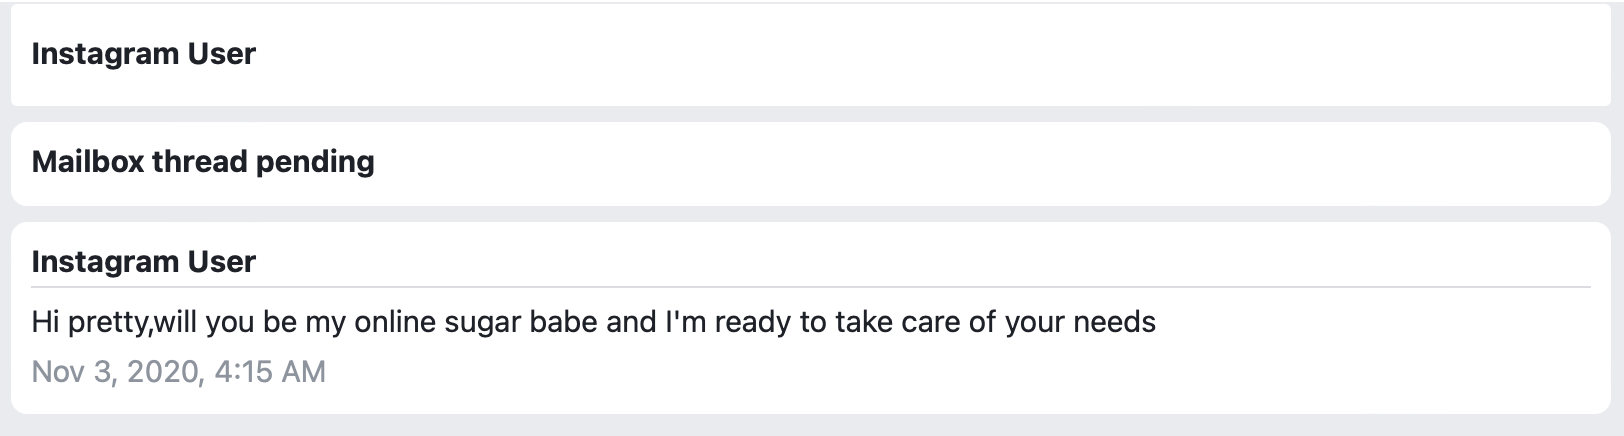 Instagram User
Mailbox thread pending
Instagram User
Hi pretty,will you be my online sugar babe and I'm ready to take care of your needs
Nov 3, 2020, 4:15 AM